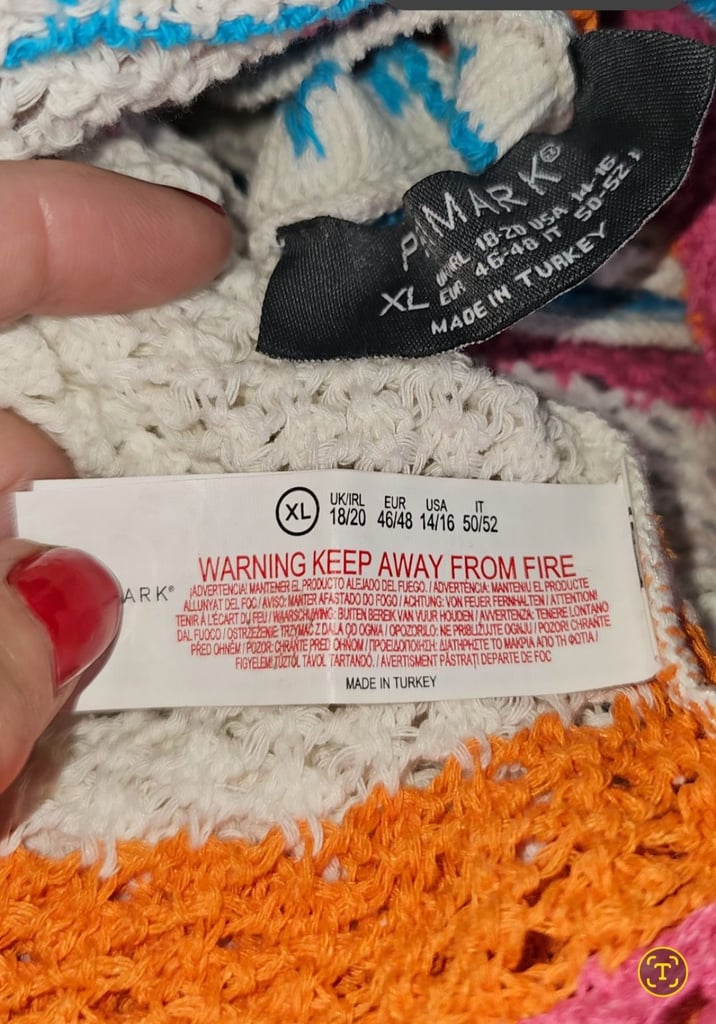 PRIMARK®
XL UK/IRL 18-20 USA 14-16
EUR 46-48 IT 50-52
MADE IN TURKEY
XL
UK/IRL EUR USA IT
18/20 46/48 14/16 50/52
ARK®
WARNING KEEP AWAY FROM FIRE
¡ADVERTENCIA! MANTENER EL PRODUCTO ALEJADO DEL FUEGO. / ADVERTÈNCIA: MANTENIU EL PRODUCTE
ALLUNYAT DEL FOC / AVISO: MANTER AFASTADO DO FOGO / ACHTUNG: VON FEUER FERNHALTEN / ATTENTION!
TENIR À L'ÉCART DU FEU / WAARSCHUWING: BUITEN BEREIK VAN VUUR HOUDEN / AVVERTENZA: TENERE LONTANO
DAL FUOCO / OSTRZEŻENIE: TRZYMAĆ Z DALA OD OGNIA / OPOZORILO: NE PRIBLIŽUJTE OGNJU / POZOR! CHRAŇTE
PŘED OHNĚM / POZOR: CHRÁŇTE PRED OHŇOM / ΠΡΟΕΙΔΟΠΟΙΗΣΗ: ΔΙΑΤΗΡΗΣΤΕ ΤΟ ΜΑΚΡΙΑ ΑΠΟ ΤΗ ΦΩΤΙΑ /
FIGYELEM! TŰZTŐL TÁVOL TARTANDÓ. / AVERTISMENT PĂSTRAȚI DEPARTE DE FOC
MADE IN TURKEY